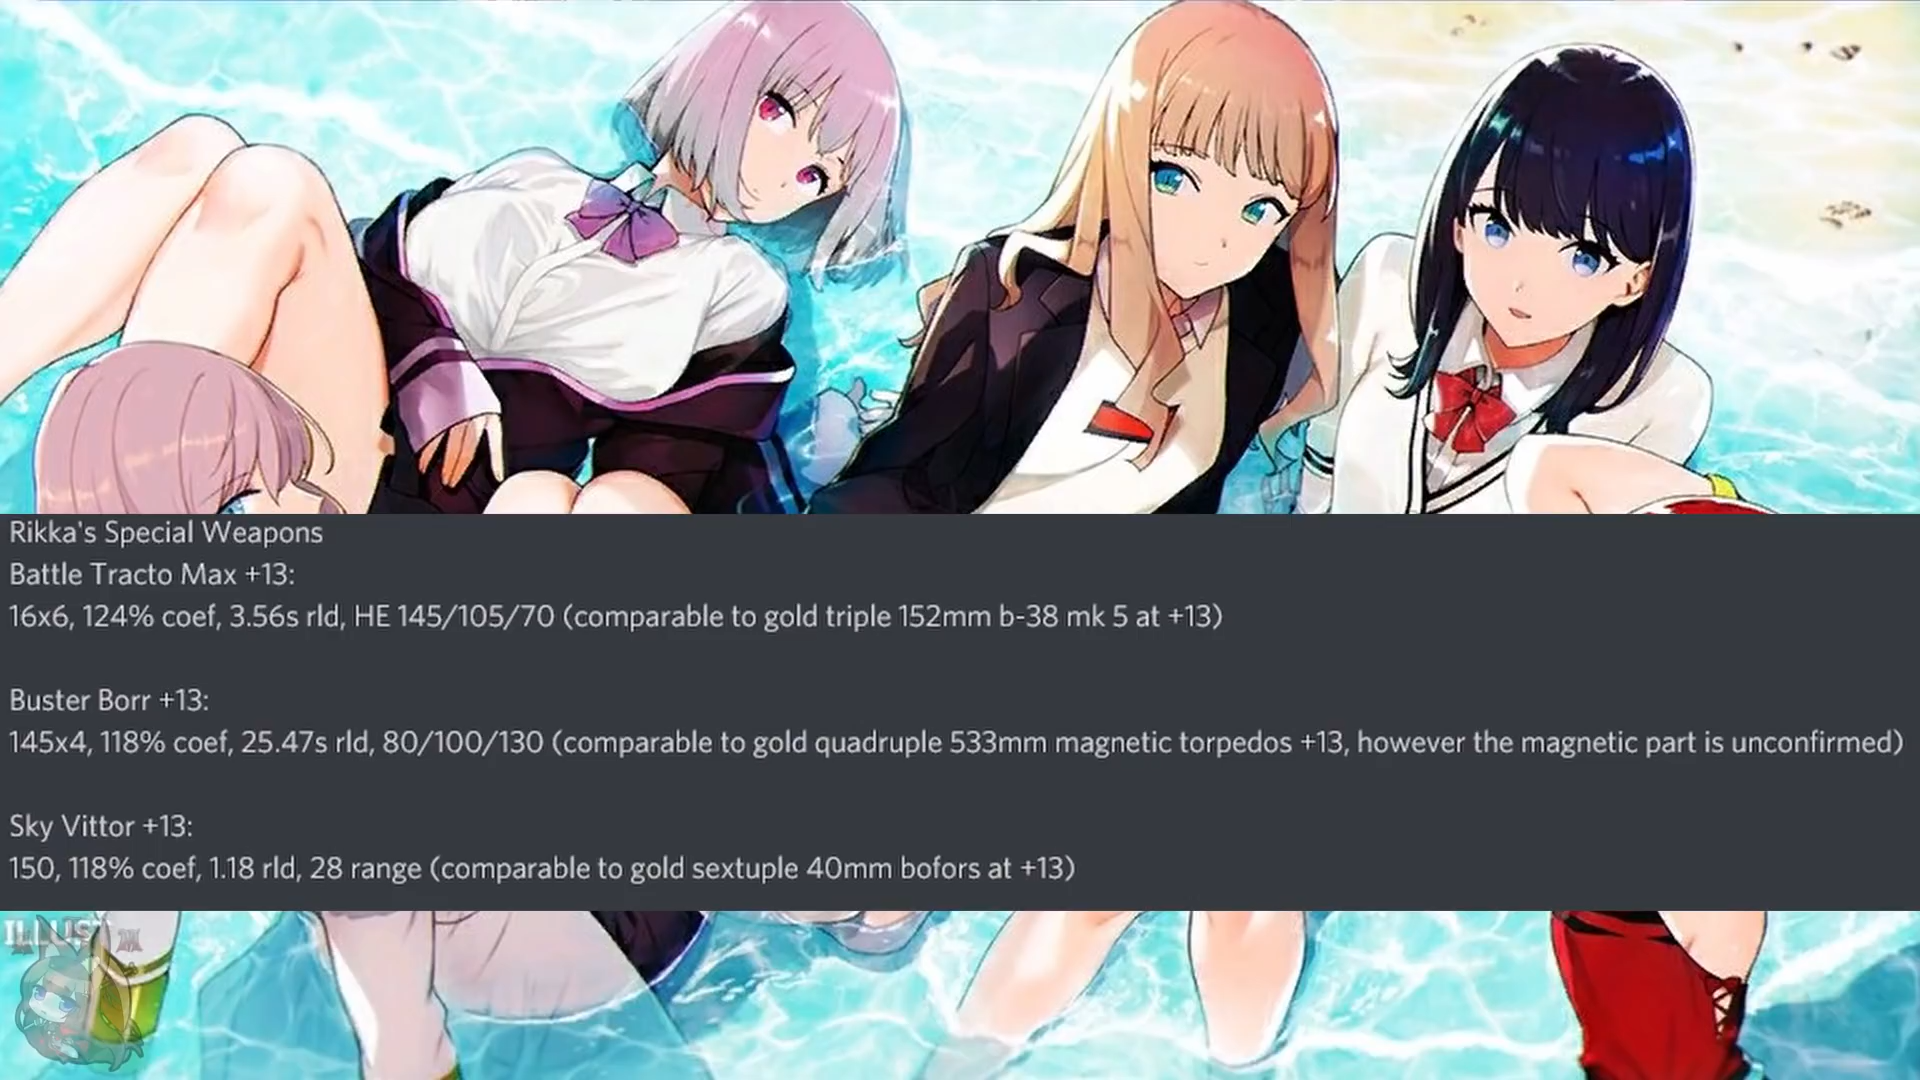 Rikka's Special Weapons
Battle Tracto Max +13:
16x6, 124% coef, 3.56s rld, HE 145/105/70 (comparable to gold triple 152mm b-38 mk 5 at +13)
Buster Borr +13:
145x4, 118% coef, 25.47s rld, 80/100/130 (comparable to gold quadruple 533mm magnetic torpedos +13, however the magnetic part is unconfirmed)
Sky Vittor +13:
150, 118% coef, 1.18 rld, 28 range (comparable to gold sextuple 40mm bofors at +13)
ILLUST